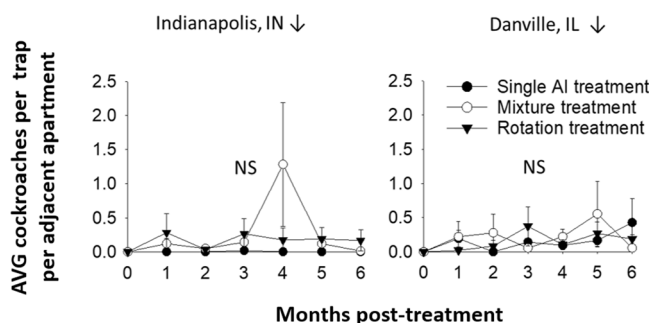 Indianapolis, IN ↓
Danville, IL ↓
AVG cockroaches per trap
per adjacent apartment
2.5
2.0
1.5
1.0
0.5
0.0
NS
0 1 2 3 4 5 6
2.5
2.0
1.5
1.0
0.5
0.0
Single AI treatment
Mixture treatment
Rotation treatment
NS
0 1 2 3 4 5 6
Months post-treatment